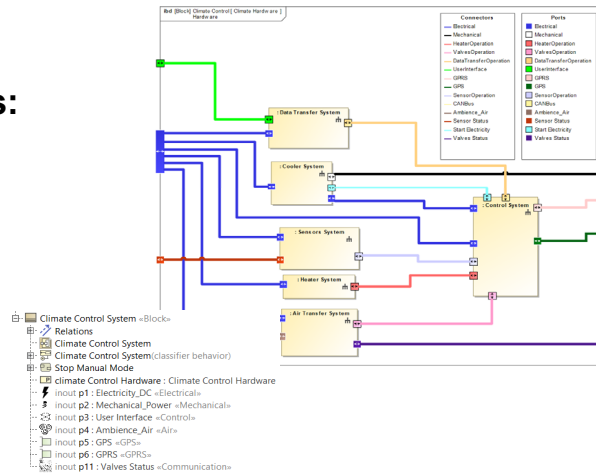 s:
ibd [Block] Climate Control [ Climate Hardware ]
Hardware
Connectors
Electrical
Mechanical
HeaterOperation
ValvesOperation
DataTransferOperation
UserInterface
GPRS
GPS
SensorOperation
CANBus
Ambience_Air
Sensor Status
Start Electricity
Valves Status
Ports
Electrical
Mechanical
HeaterOperation
ValvesOperation
DataTransferOperation
UserInterface
GPRS
GPS
SensorOperation
CANBus
Ambience_Air
Sensor Status
Start Electricity
Valves Status
: Data Transfer System
: Cooler System
: Control System
: Sensors System
: Heater System
: Air Transfer System
Climate Control System «Block»
Relations
Climate Control System
Climate Control System(classifier behavior)
Stop Manual Mode
climate Control Hardware : Climate Control Hardware
inout p1 : Electricity_DC «Electrical»
inout p2 : Mechanical_Power «Mechanical»
inout p3 : User Interface «Control»
inout p4 : Ambience_Air «Air»
inout p5 : GPS «GPS»
inout p6 : GPRS «GPRS»
inout p11 : Valves Status «Communication»